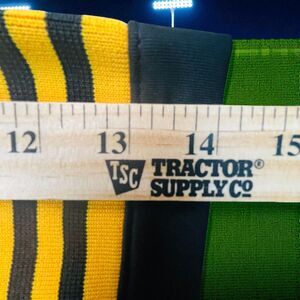 12 13 14 15
TSC TRACTOR®
SUPPLY CO